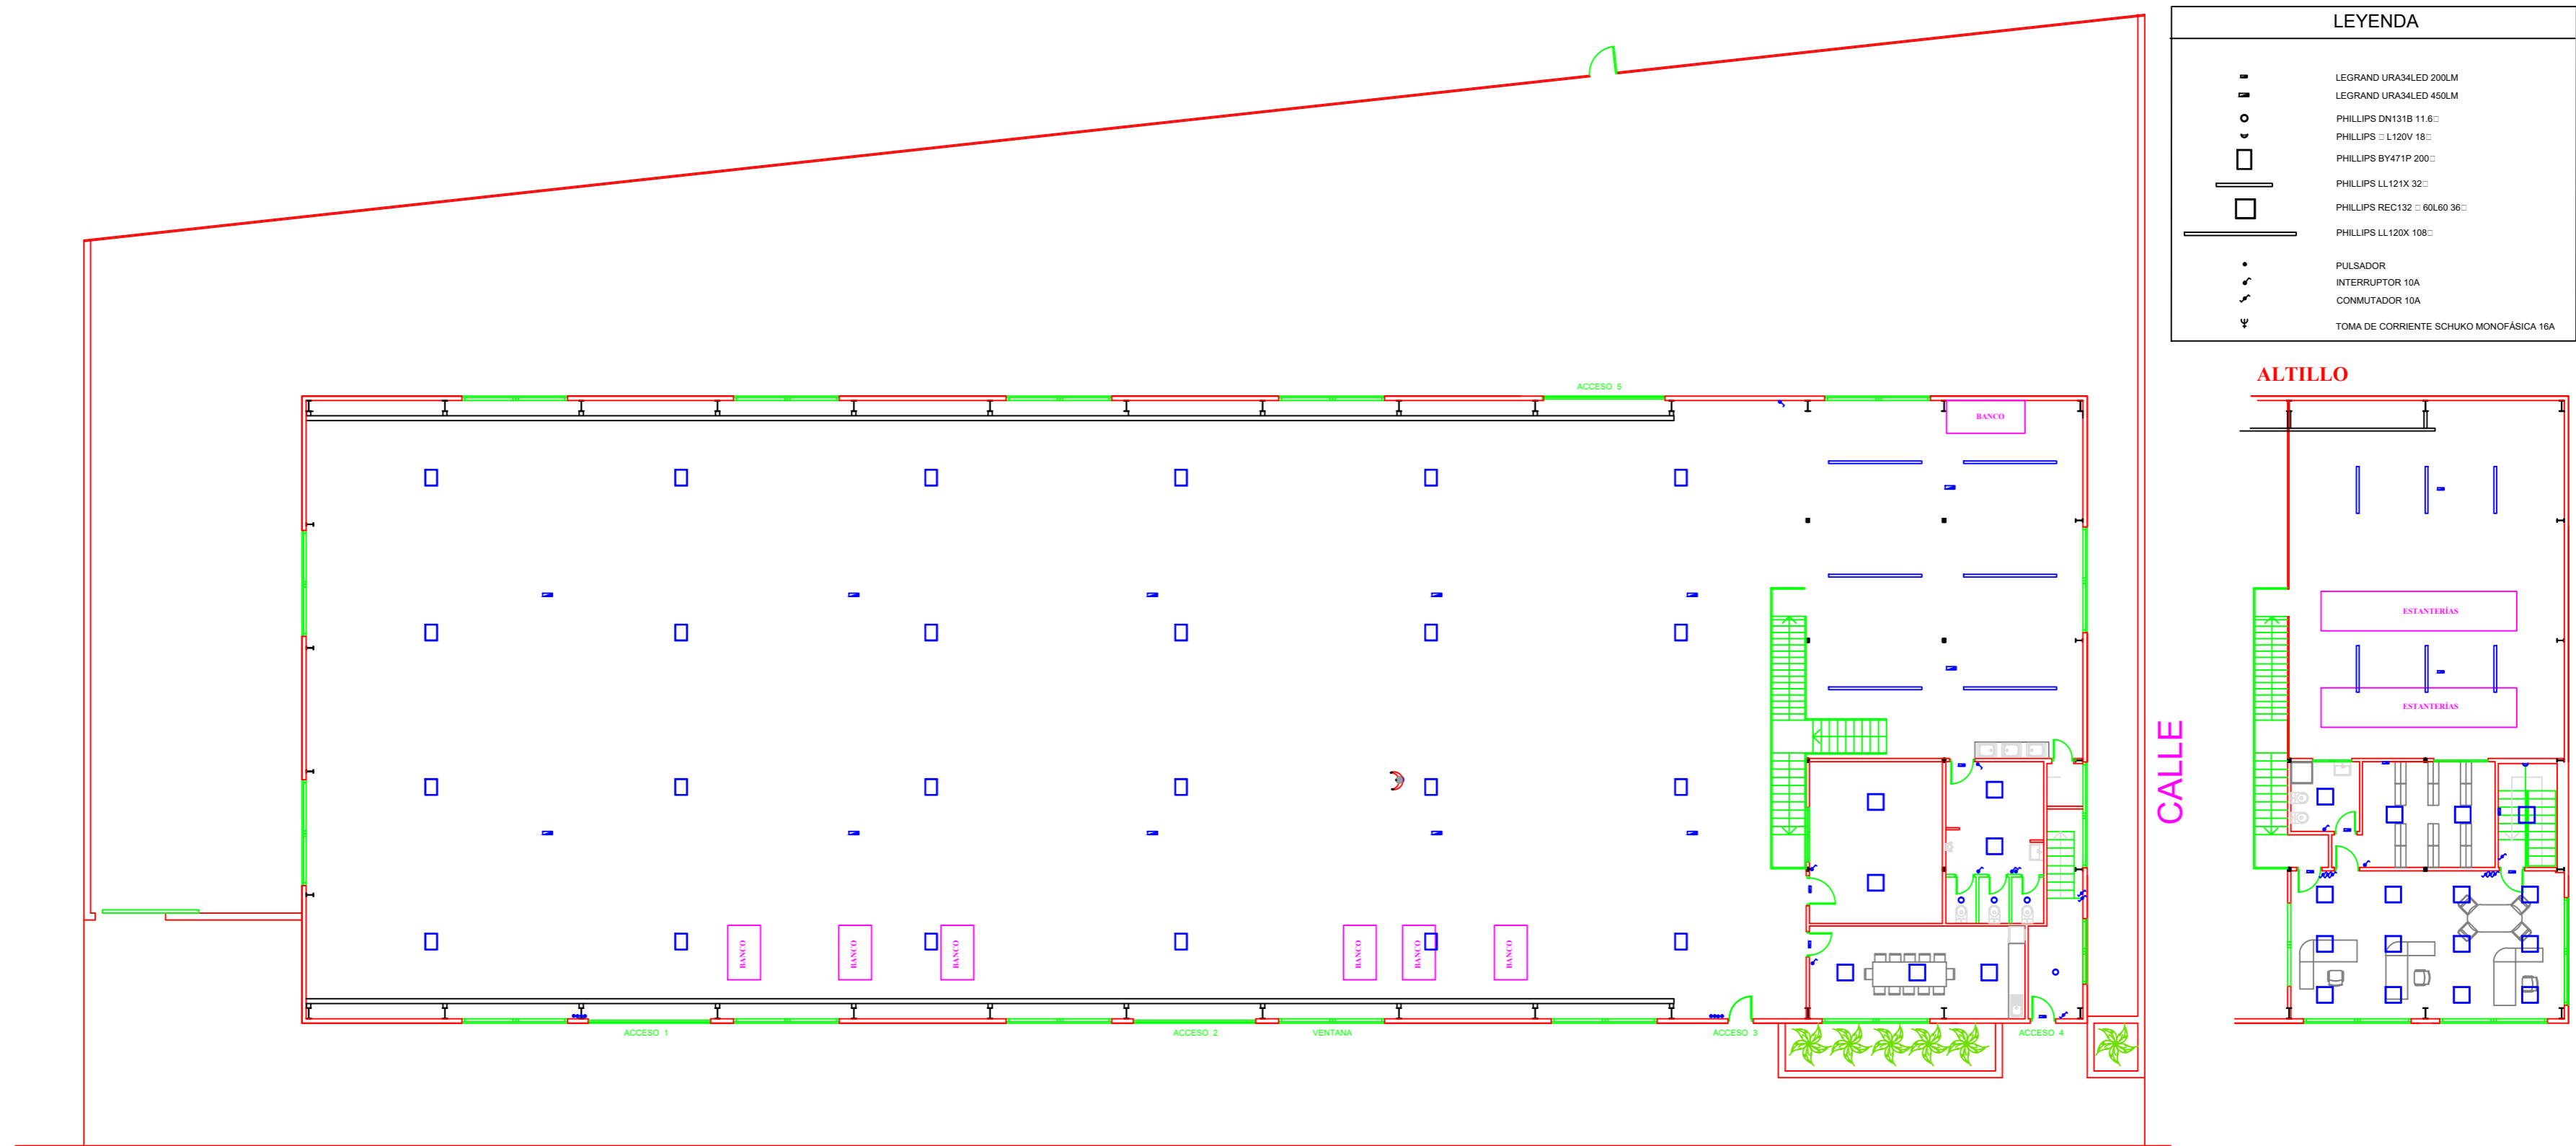 LEYENDA
LEGRAND URA34LED 200LM
LEGRAND URA34LED 450LM
PHILLIPS DN131B 11.6□
PHILLIPS □ L120V 18□
PHILLIPS BY471P 200□
PHILLIPS LL121X 32□
PHILLIPS REC132 □ 60L60 36□
PHILLIPS LL120X 108□
PULSADOR
INTERRUPTOR 10A
CONMUTADOR 10A
TOMA DE CORRIENTE SCHUKO MONOFÁSICA 16A
ALTILLO
ACCESO 5
BANCO
ESTANTERÍAS
ESTANTERÍAS
CALLE
BANCO
BANCO
BANCO
BANCO
BANCO
BANCO
ACCESO 1
ACCESO 2
VENTANA
ACCESO 3
ACCESO 4